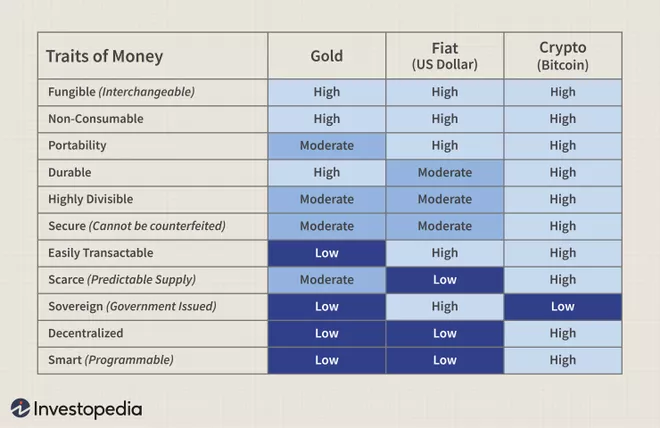 Traits of Money Gold Fiat (US Dollar) Crypto (Bitcoin)
Fungible (Interchangeable) High High High
Non-Consumable High High High
Portability Moderate High High
Durable High Moderate High
Highly Divisible Moderate Moderate High
Secure (Cannot be counterfeited) Moderate Moderate High
Easily Transactable Low High High
Scarce (Predictable Supply) Moderate Low High
Sovereign (Government Issued) Low High Low
Decentralized Low Low High
Smart (Programmable) Low Low High
Investopedia